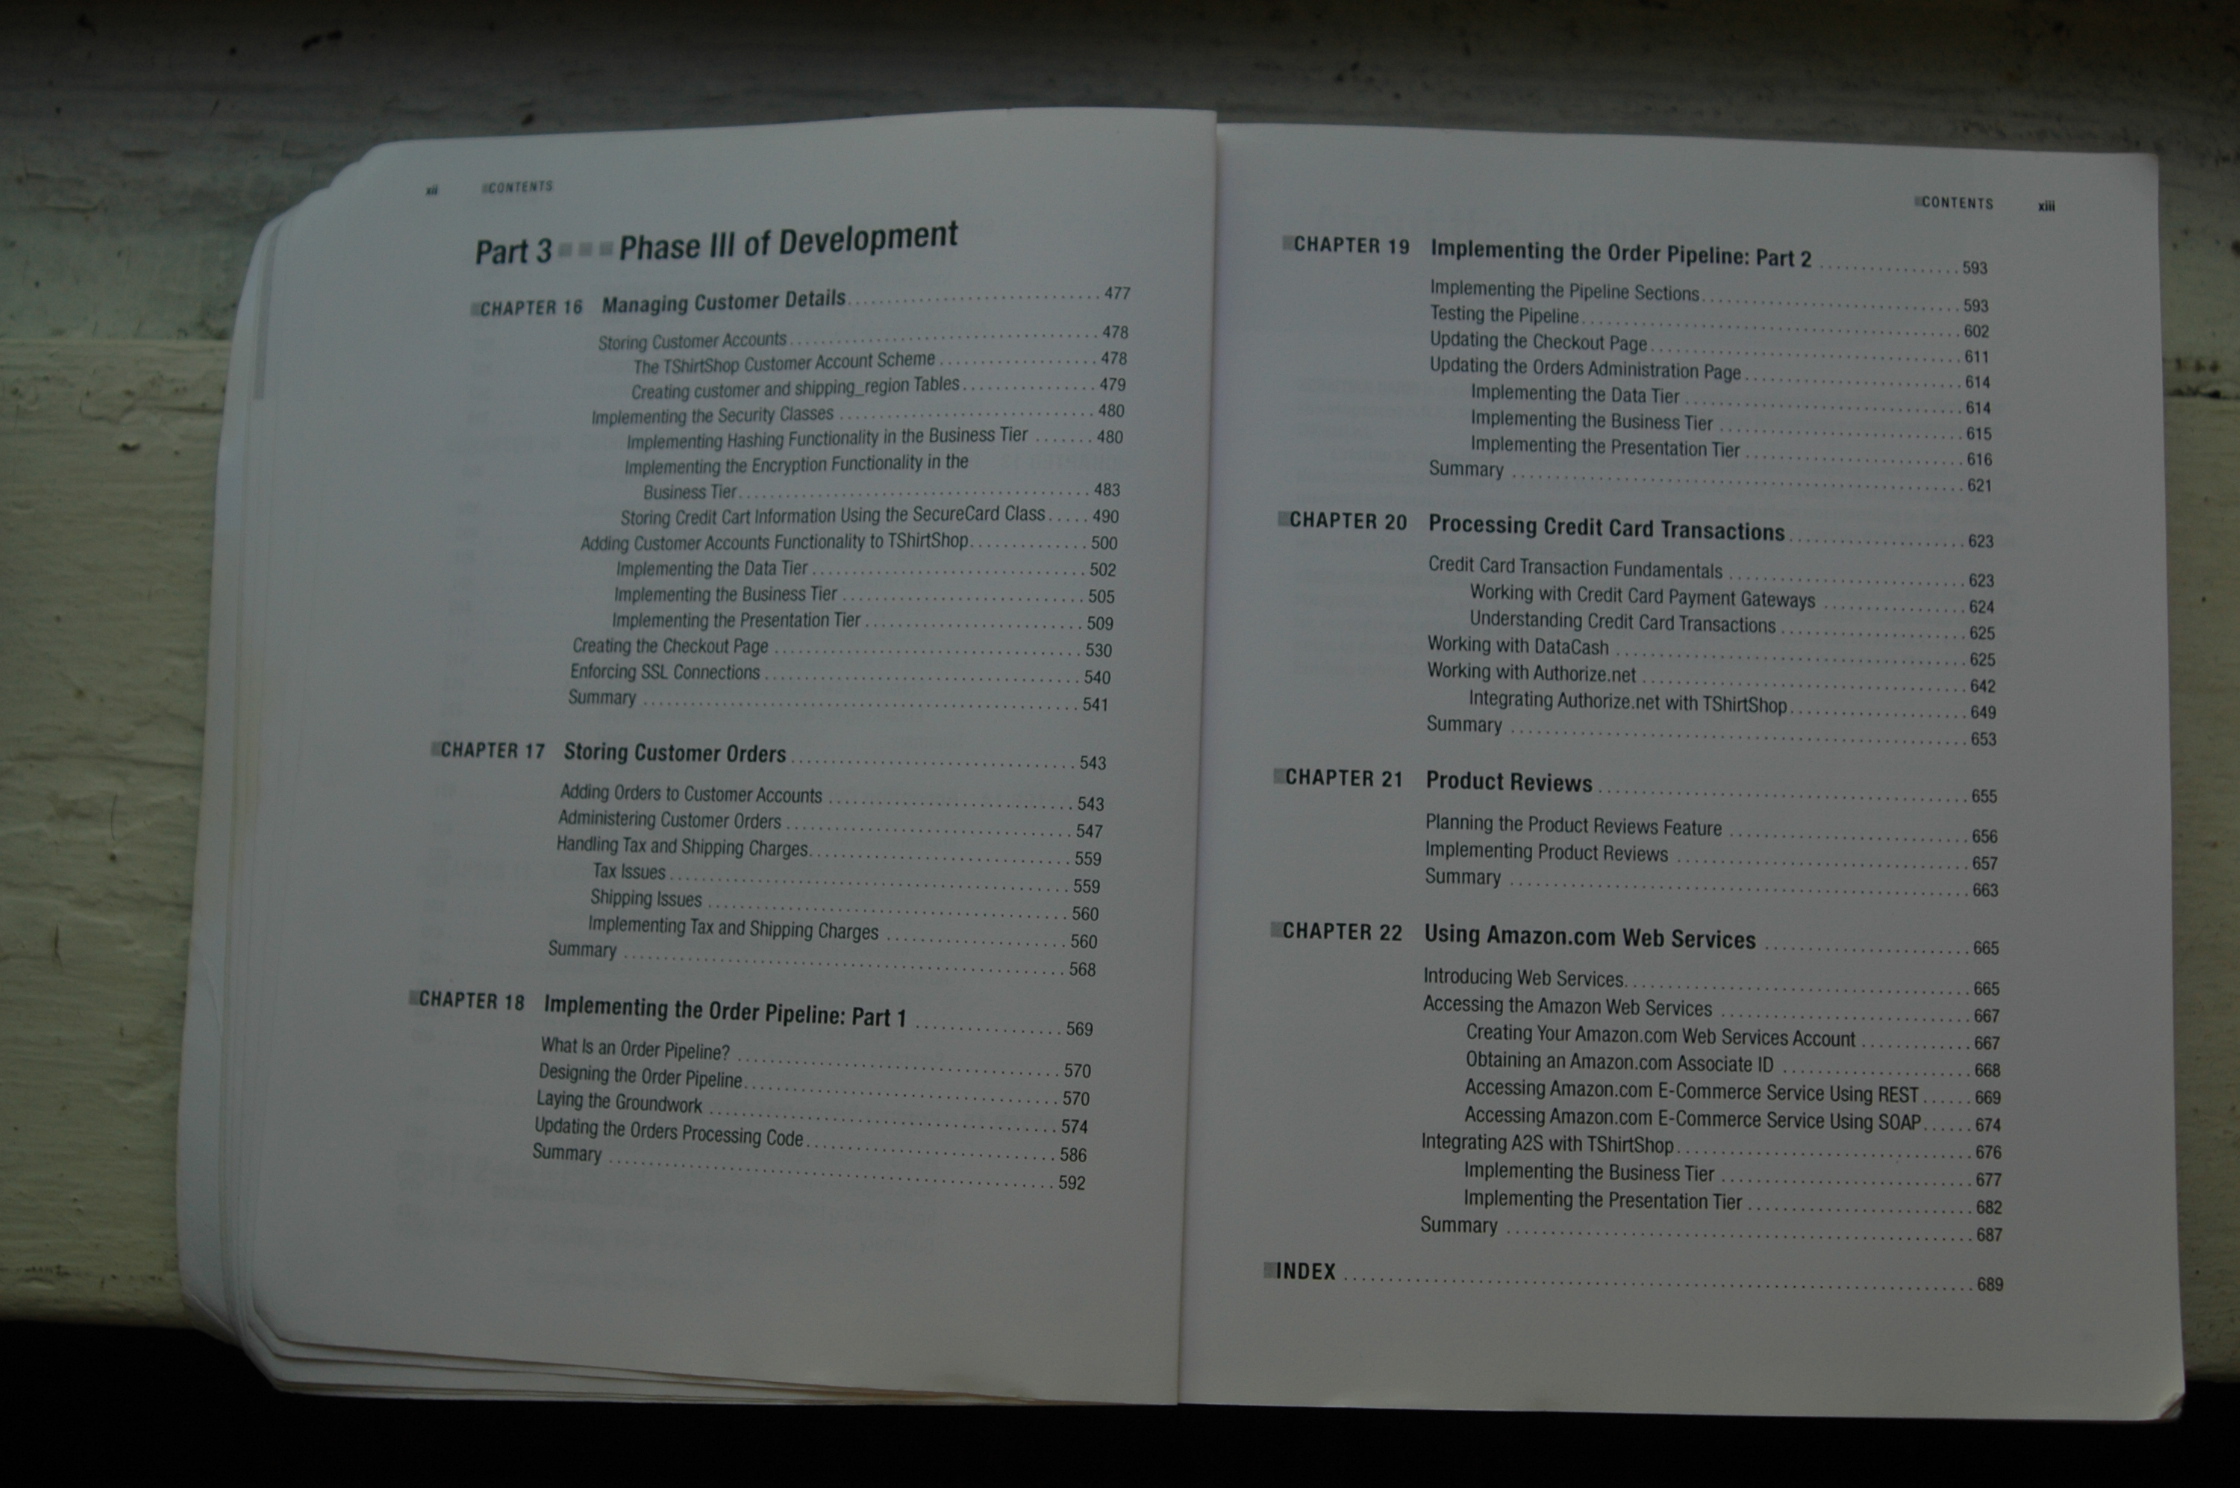 xii CONTENTS
Part 3 Phase III of Development
CHAPTER 16 Managing Customer Details 477
Storing Customer Accounts 478
The TShirtShop Customer Account Scheme 478
Creating customer and shipping_region Tables 479
Implementing the Security Classes 480
Implementing Hashing Functionality in the Business Tier 480
Implementing the Encryption Functionality in the
Business Tier 483
Storing Credit Cart Information Using the SecureCard Class 490
Adding Customer Accounts Functionality to TShirtShop 500
Implementing the Data Tier 502
Implementing the Business Tier 505
Implementing the Presentation Tier 509
Creating the Checkout Page 530
Enforcing SSL Connections 540
Summary 541
CHAPTER 17 Storing Customer Orders 543
Adding Orders to Customer Accounts 543
Administering Customer Orders 547
Handling Tax and Shipping Charges 559
Tax Issues 559
Shipping Issues 560
Implementing Tax and Shipping Charges 560
Summary 568
CHAPTER 18 Implementing the Order Pipeline: Part 1 569
What Is an Order Pipeline? 570
Designing the Order Pipeline 570
Laying the Groundwork 574
Updating the Orders Processing Code 586
Summary 592
CONTENTS xiii
CHAPTER 19 Implementing the Order Pipeline: Part 2 593
Implementing the Pipeline Sections 593
Testing the Pipeline 602
Updating the Checkout Page 611
Updating the Orders Administration Page 614
Implementing the Data Tier 614
Implementing the Business Tier 615
Implementing the Presentation Tier 616
Summary 621
CHAPTER 20 Processing Credit Card Transactions 623
Credit Card Transaction Fundamentals 623
Working with Credit Card Payment Gateways 624
Understanding Credit Card Transactions 625
Working with DataCash 625
Working with Authorize.net 642
Integrating Authorize.net with TShirtShop 649
Summary 653
CHAPTER 21 Product Reviews 655
Planning the Product Reviews Feature 656
Implementing Product Reviews 657
Summary 663
CHAPTER 22 Using Amazon.com Web Services 665
Introducing Web Services 665
Accessing the Amazon Web Services 667
Creating Your Amazon.com Web Services Account 667
Obtaining an Amazon.com Associate ID 668
Accessing Amazon.com E-Commerce Service Using REST 669
Accessing Amazon.com E-Commerce Service Using SOAP 674
Integrating A2S with TShirtShop 676
Implementing the Business Tier 677
Implementing the Presentation Tier 682
Summary 687
INDEX 689